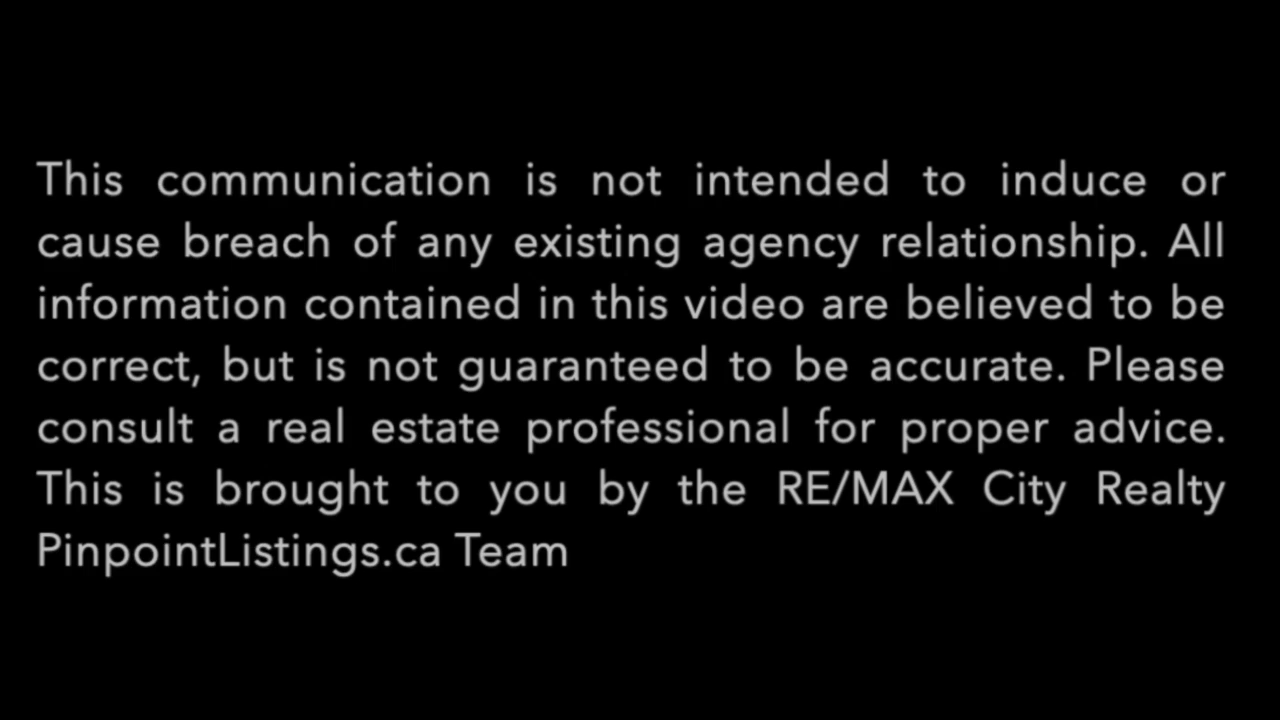 This communication is not intended to induce or
cause breach of any existing agency relationship. All
information contained in this video are believed to be
correct, but is not guaranteed to be accurate. Please
consult a real estate professional for proper advice.
This is brought to you by the RE/MAX City Realty
PinpointListings.ca Team